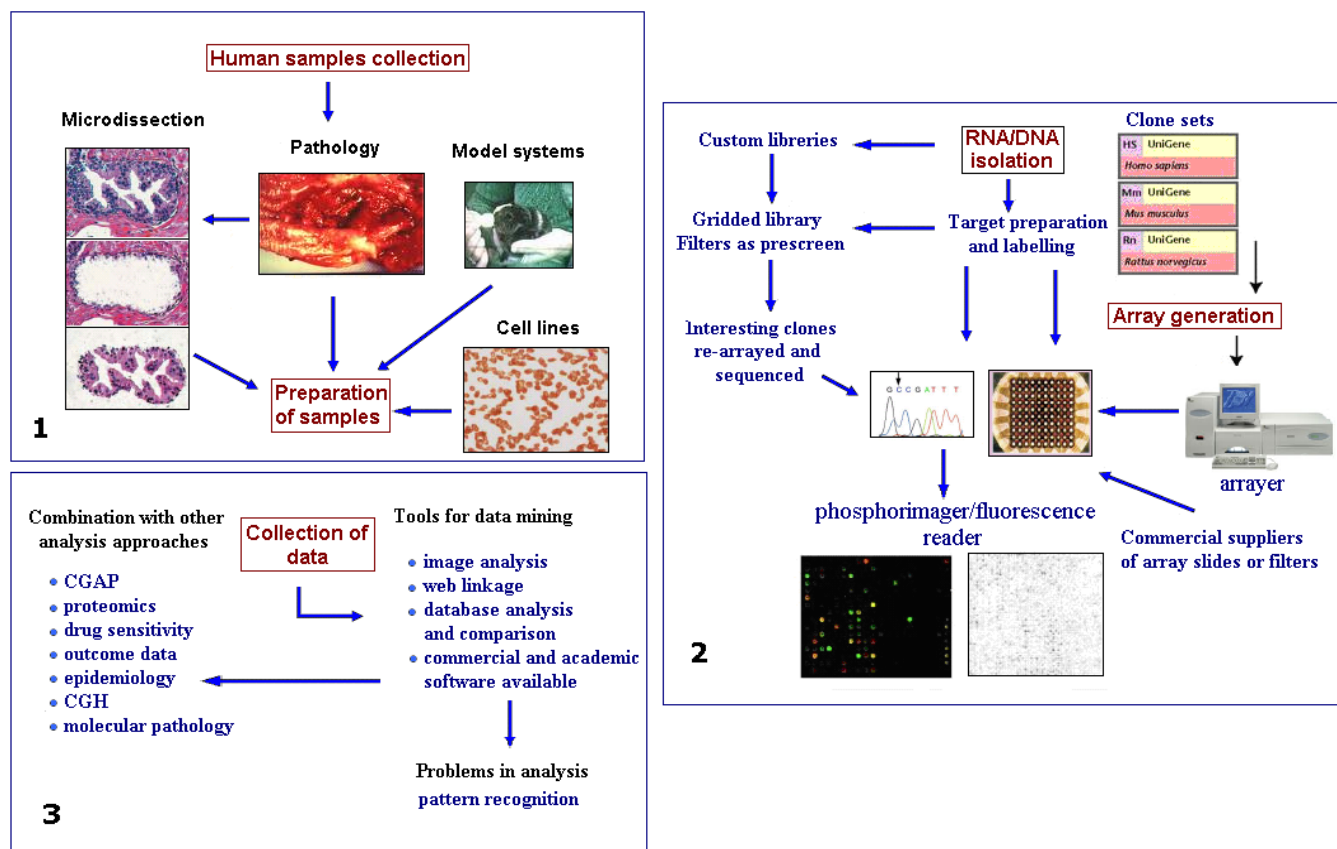 Human samples collection
Microdissection
Pathology
Model systems
Cell lines
Preparation
of samples
1
Custom libreries
RNA/DNA
isolation
Clone sets
HS UniGene
Homo sapiens
Mm UniGene
Mus musculus
Rn UniGene
Rattus norvegicus
Gridded library
Filters as prescreen
Target preparation
and labelling
Array generation
Interesting clones
re-arrayed and
sequenced
G C C G A T T T
arrayer
phosphorimager/fluorescence
reader
Commercial suppliers
of array slides or filters
2
Combination with other
analysis approaches
• CGAP
• proteomics
• drug sensitivity
• outcome data
• epidemiology
• CGH
• molecular pathology
Collection of
data
Tools for data mining
• image analysis
• web linkage
• database analysis
and comparison
• commercial and academic
software available
Problems in analysis
pattern recognition
3